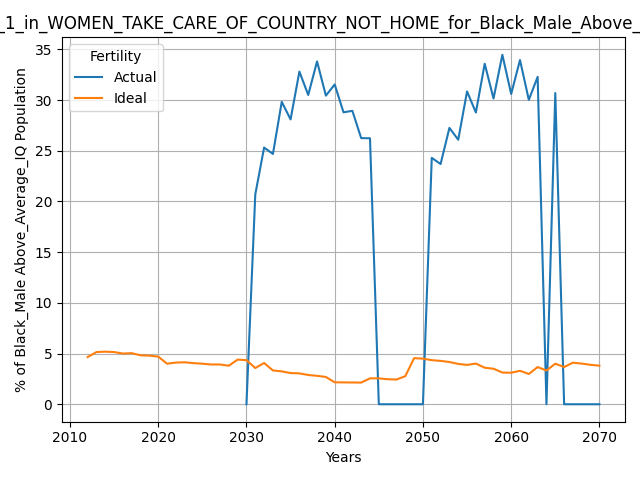 _1_in_WOMEN_TAKE_CARE_OF_COUNTRY_NOT_HOME_for_Black_Male_Above_
35
30
25
20
15
10
5
0
% of Black_Male Above_Average_IQ Population
Fertility
Actual
Ideal
2010 2020 2030 2040 2050 2060 2070
Years